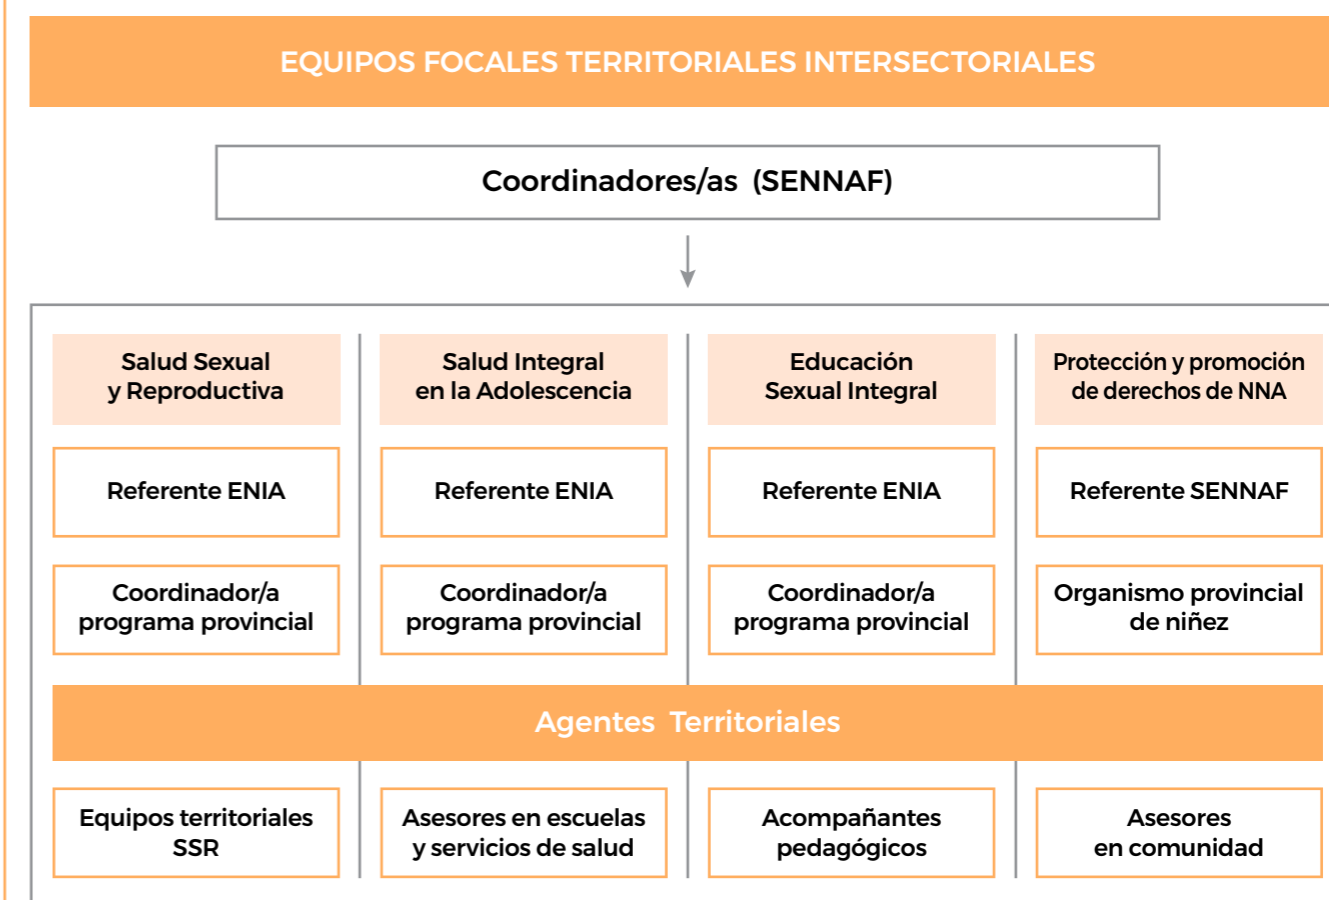 EQUIPOS FOCALES TERRITORIALES INTERSECTORIALES
Coordinadores/as (SENNAF)
Salud Sexual
y Reproductiva
Salud Integral
en la Adolescencia
Educación
Sexual Integral
Protección y promoción
de derechos de NNA
Referente ENIA
Referente ENIA
Referente ENIA
Referente SENNAF
Coordinador/a
programa provincial
Coordinador/a
programa provincial
Coordinador/a
programa provincial
Organismo provincial
de niñez
Agentes Territoriales
Equipos territoriales
SSR
Asesores en escuelas
y servicios de salud
Acompañantes
pedagógicos
Asesores
en comunidad